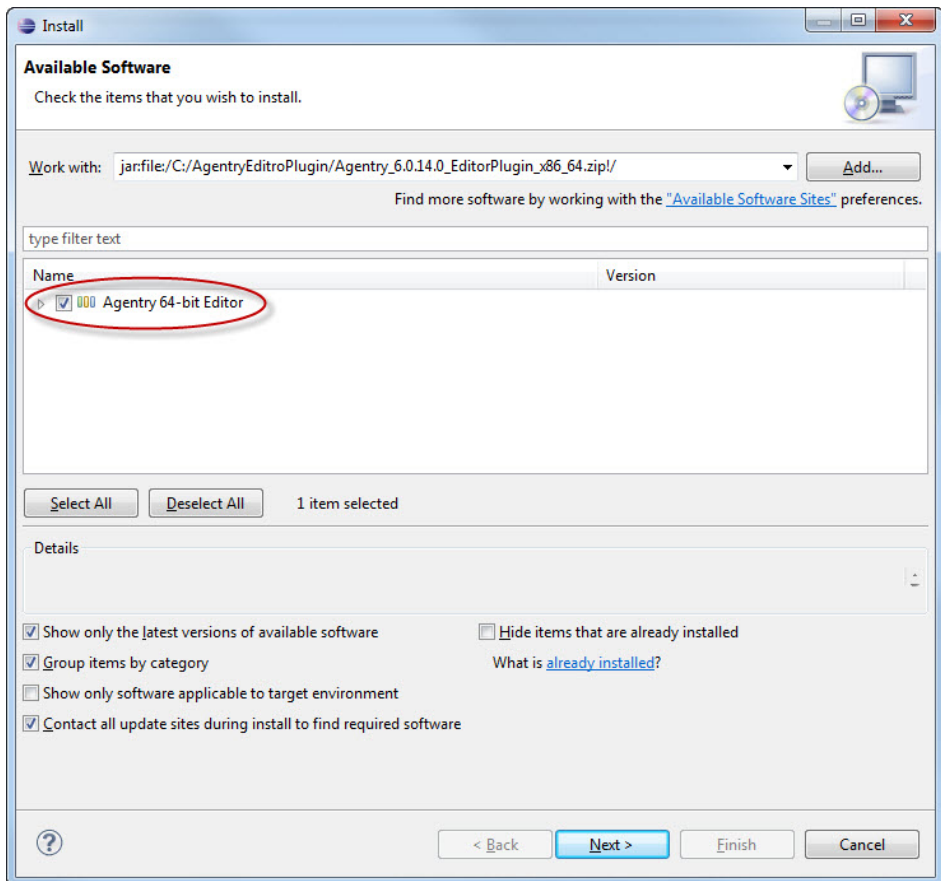 Install
Available Software
Check the items that you wish to install.
Work with: jar:file:/C:/AgentryEditroPlugin/Agentry_6.0.14.0_EditorPlugin_x86_64.zip!/ Add...
Find more software by working with the "Available Software Sites" preferences.
type filter text
Name Version
Agentry 64-bit Editor
Select All Deselect All 1 item selected
Details
Show only the latest versions of available software Hide items that are already installed
Group items by category What is already installed?
Show only software applicable to target environment
Contact all update sites during install to find required software
? < Back Next > Finish Cancel